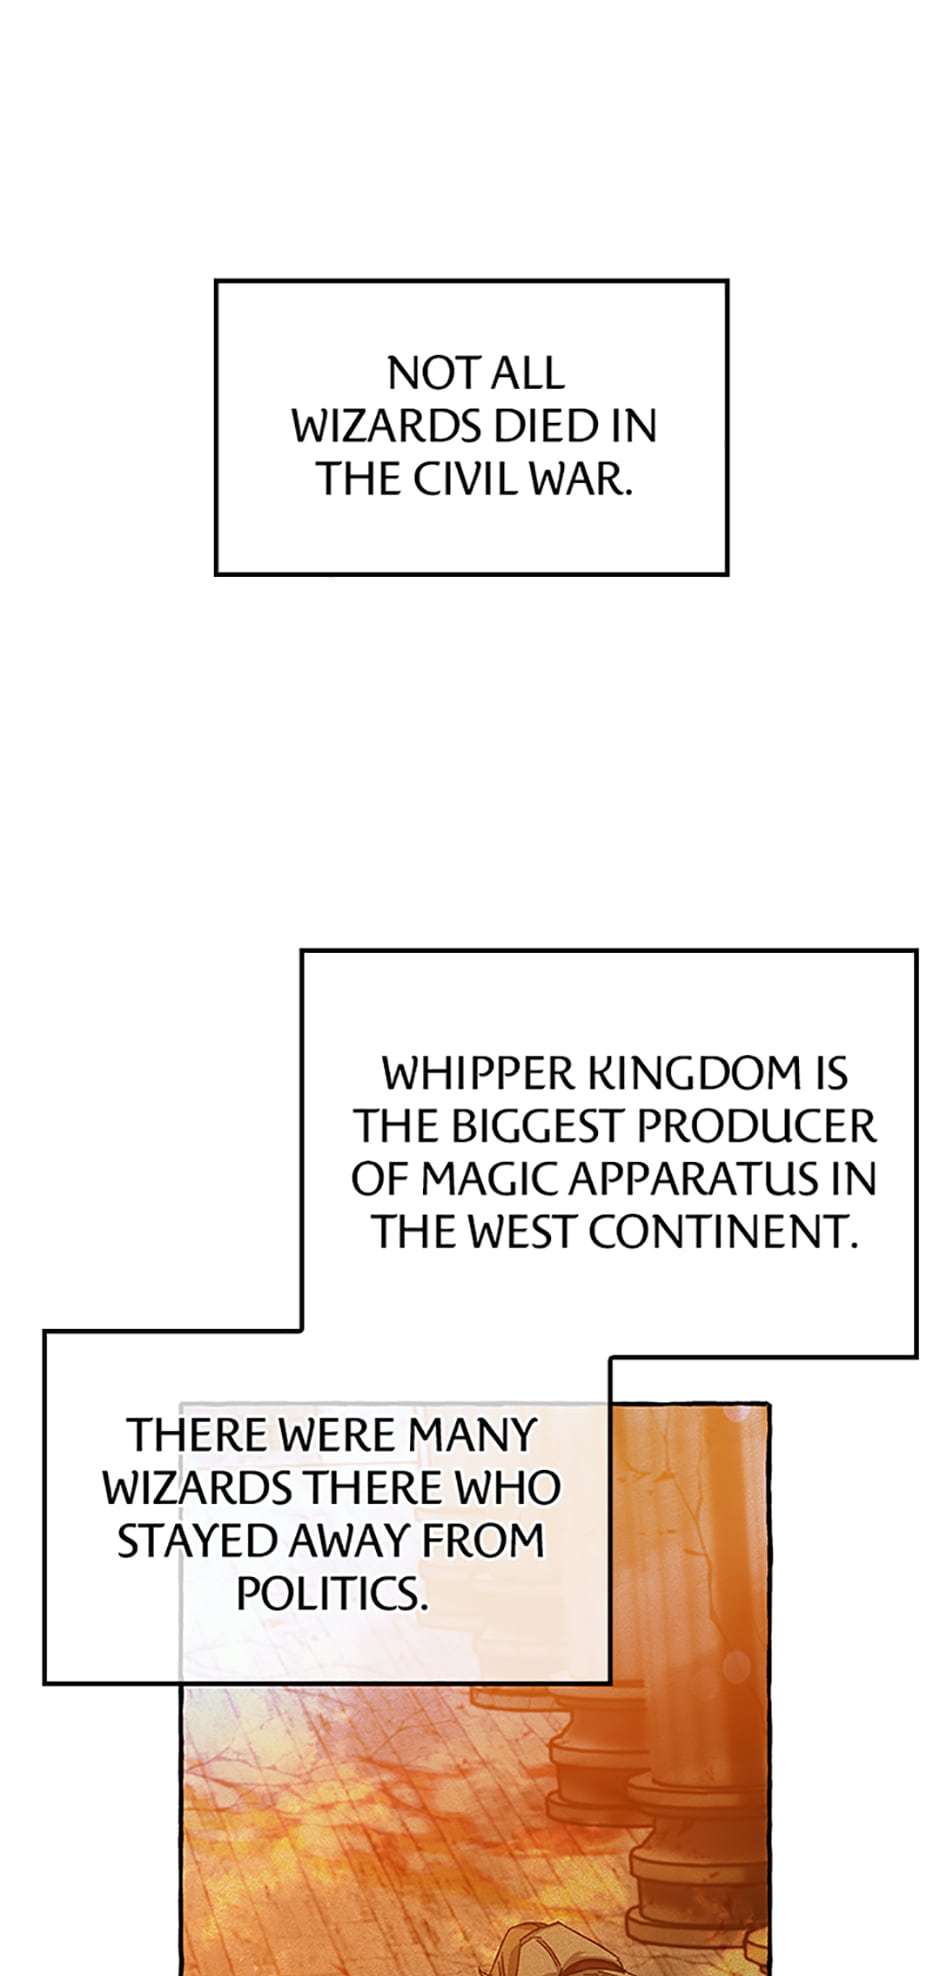 NOT ALL
WIZARDS DIED IN
THE CIVIL WAR.
WHIPPER KINGDOM IS
THE BIGGEST PRODUCER
OF MAGIC APPARATUS IN
THE WEST CONTINENT.
THERE WERE MANY
WIZARDS THERE WHO
STAYED AWAY FROM
POLITICS.